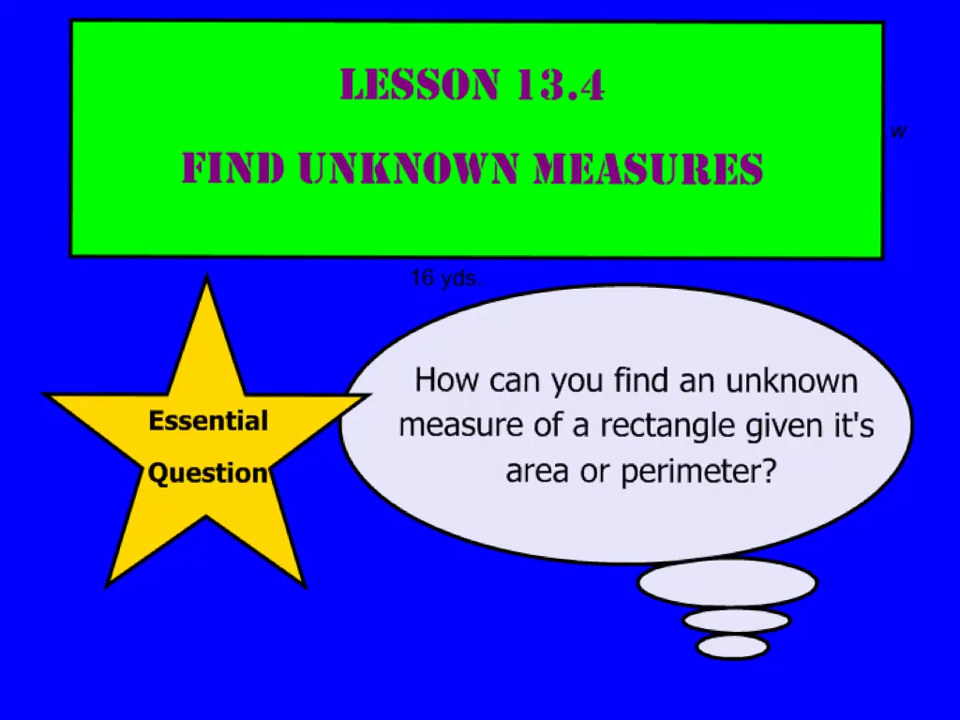 LESSON 13.4
FIND UNKNOWN MEASURES
w
16 yds.
Essential
Question
How can you find an unknown
measure of a rectangle given it's
area or perimeter?